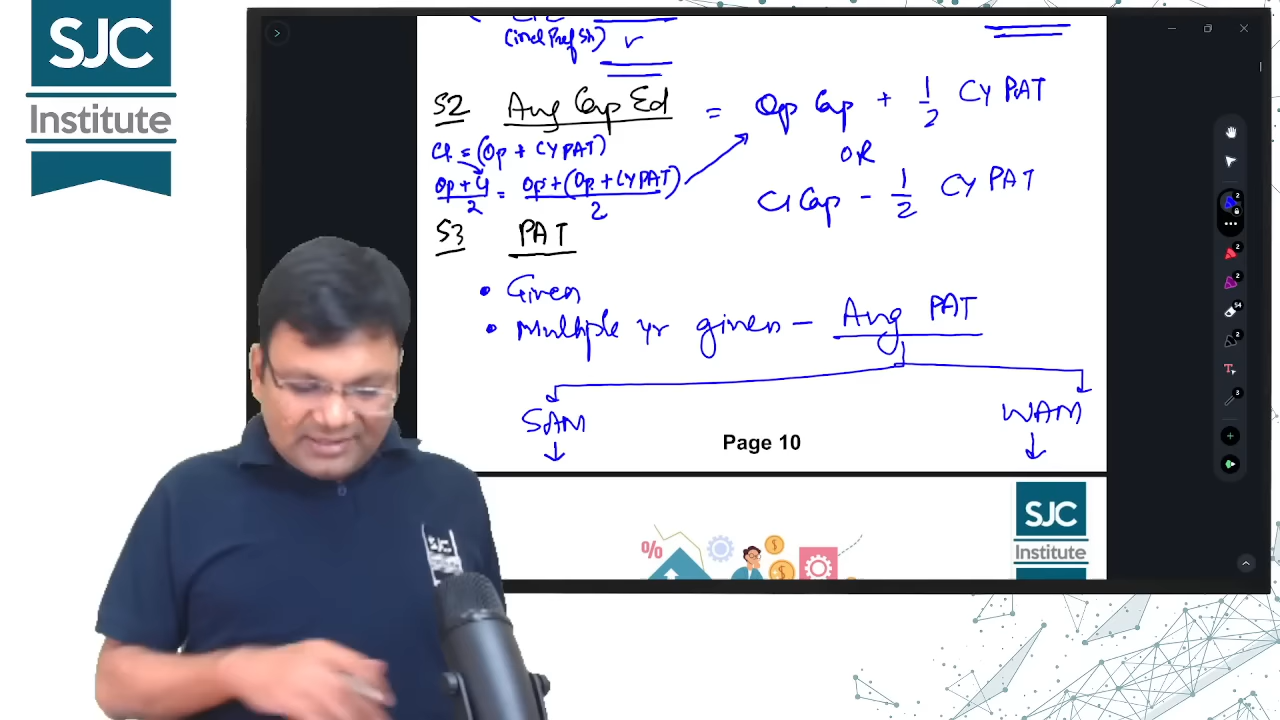 SJC
Institute
(incl Pref Sh)
S2 Avg Cap Ed = Op Cap + 1/2 CY PAT
Cl = (Op + CY PAT)
OR
Op + Cl / 2 = Op + (Op + CY PAT) / 2
Cl Cap - 1/2 CY PAT
S3 PAT
• Given
• Multiple yr given - Avg PAT
SAM
WAM
Page 10
SJC
Institute
%
SJC